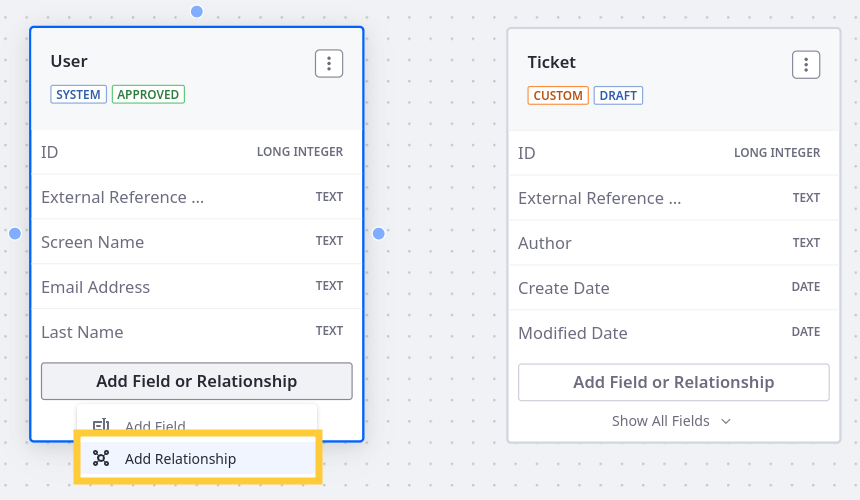 User
SYSTEM APPROVED
ID LONG INTEGER
External Reference ... TEXT
Screen Name TEXT
Email Address TEXT
Last Name TEXT
Add Field or Relationship
Add Field
Add Relationship
Ticket
CUSTOM DRAFT
ID LONG INTEGER
External Reference ... TEXT
Author TEXT
Create Date DATE
Modified Date DATE
Add Field or Relationship
Show All Fields